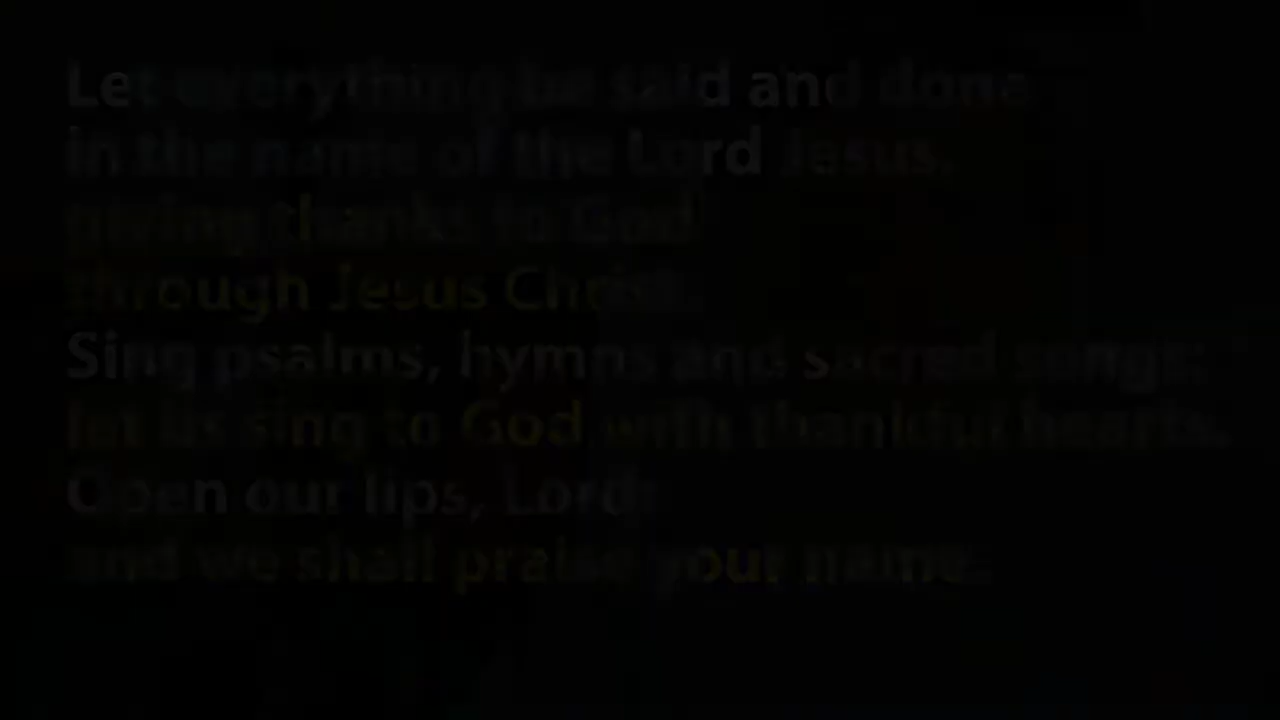 Let everything be said and done
in the name of the Lord Jesus,
giving thanks to God
through Jesus Christ.
Sing psalms, hymns and sacred songs:
let us sing to God with thankful hearts.
Open our lips, Lord:
and we shall praise your name.